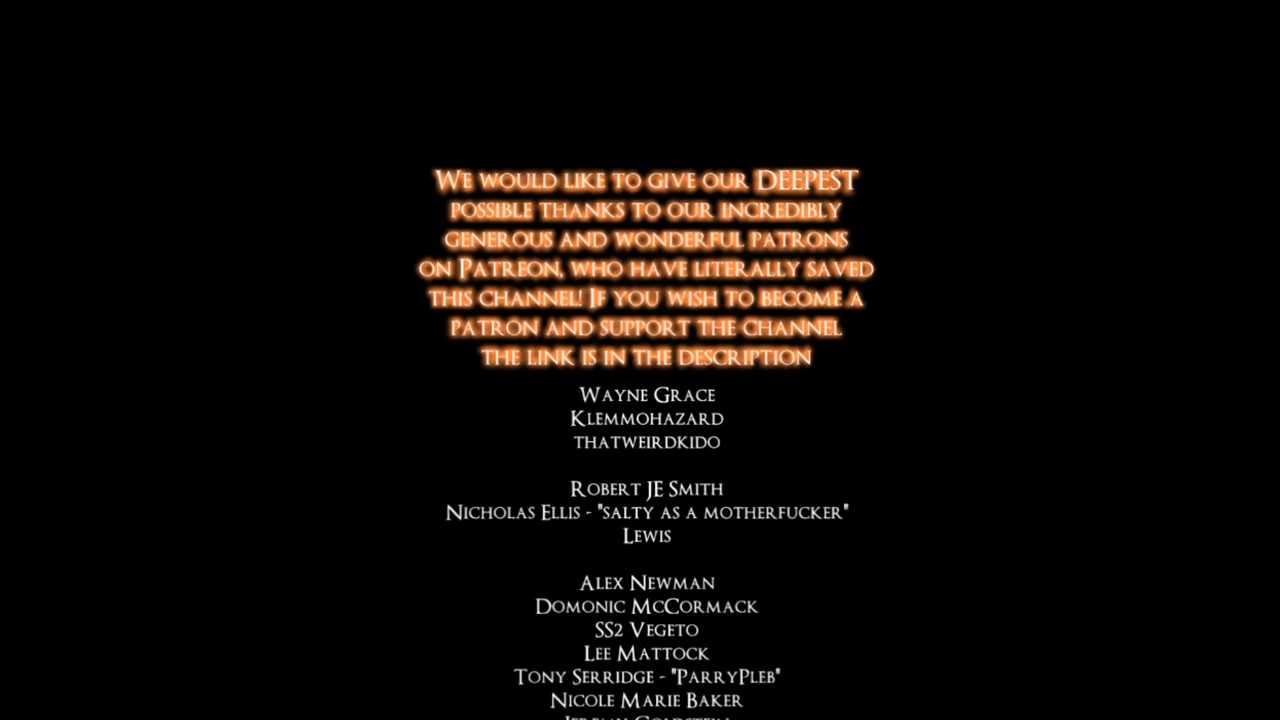 We would like to give our DEEPEST
possible thanks to our incredibly
generous and wonderful patrons
on Patreon, who have literally saved
this channel! If you wish to become a
patron and support the channel
the link is in the description
Wayne Grace
Klemmohazard
thatweirdkido
Robert JE Smith
Nicholas Ellis - "salty as a motherfucker"
Lewis
Alex Newman
Domonic McCormack
SS2 Vegeto
Lee Mattock
Tony Serridge - "ParryPleb"
Nicole Marie Baker